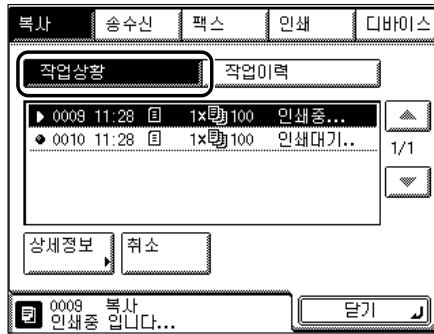 복사 송수신 팩스 인쇄 디바이스
작업상황 작업이력
0009 11:28 1×100 인쇄중...
0010 11:28 1×100 인쇄대기..
1/1
상세정보 취소
0009 복사
인쇄중 입니다...
닫기